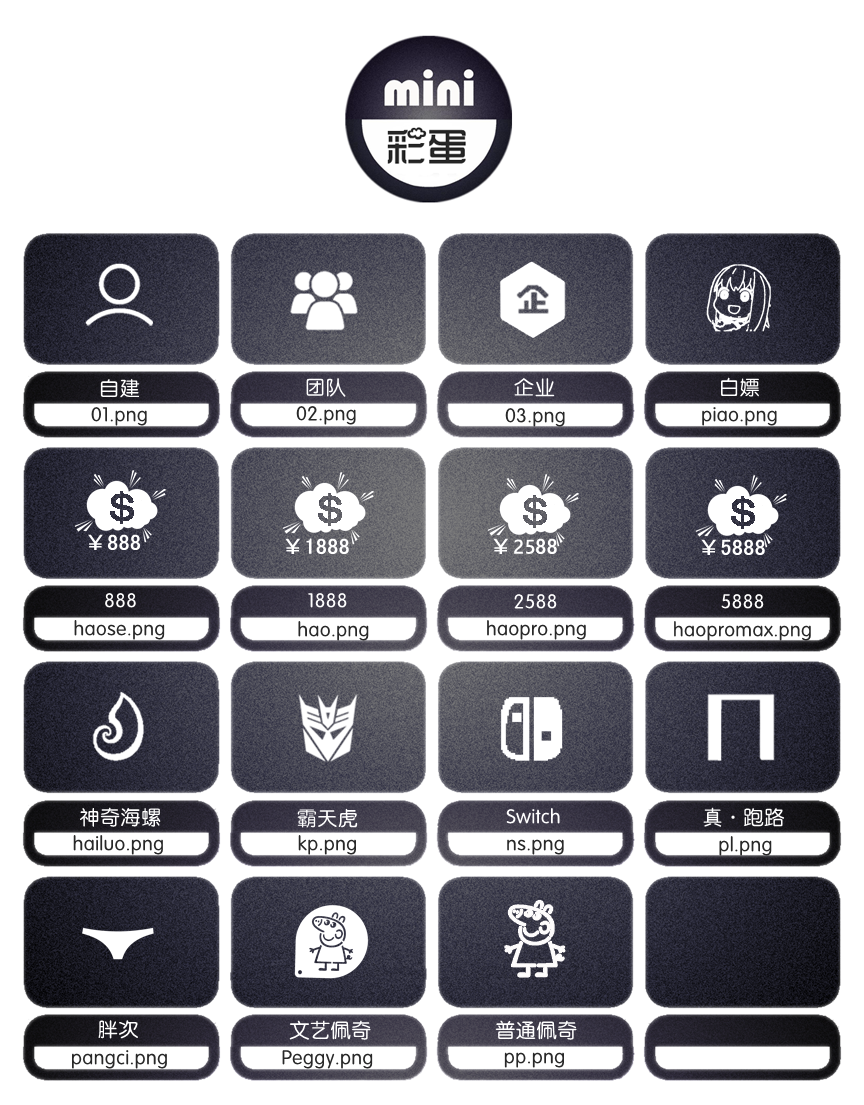 mini
彩蛋
企
自建
01.png
团队
02.png
企业
03.png
白嫖
piao.png
$
¥888
$
¥1888
$
¥2588
$
¥5888
888
haose.png
1888
hao.png
2588
haopro.png
5888
haopromax.png
神奇海螺
hailuo.png
霸天虎
kp.png
Switch
ns.png
真·跑路
pl.png
胖次
pangci.png
文艺佩奇
Peggy.png
普通佩奇
pp.png